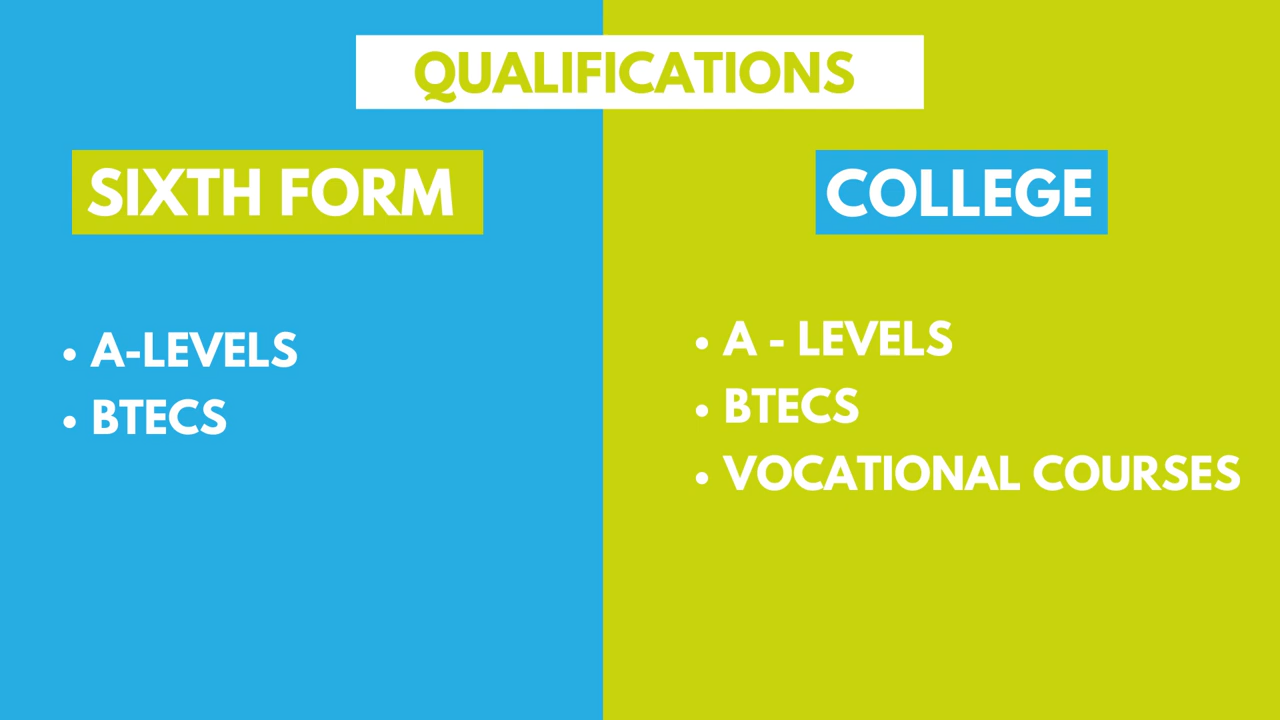 QUALIFICATIONS
SIXTH FORM
• A-LEVELS
• BTECS
COLLEGE
• A - LEVELS
• BTECS
• VOCATIONAL COURSES